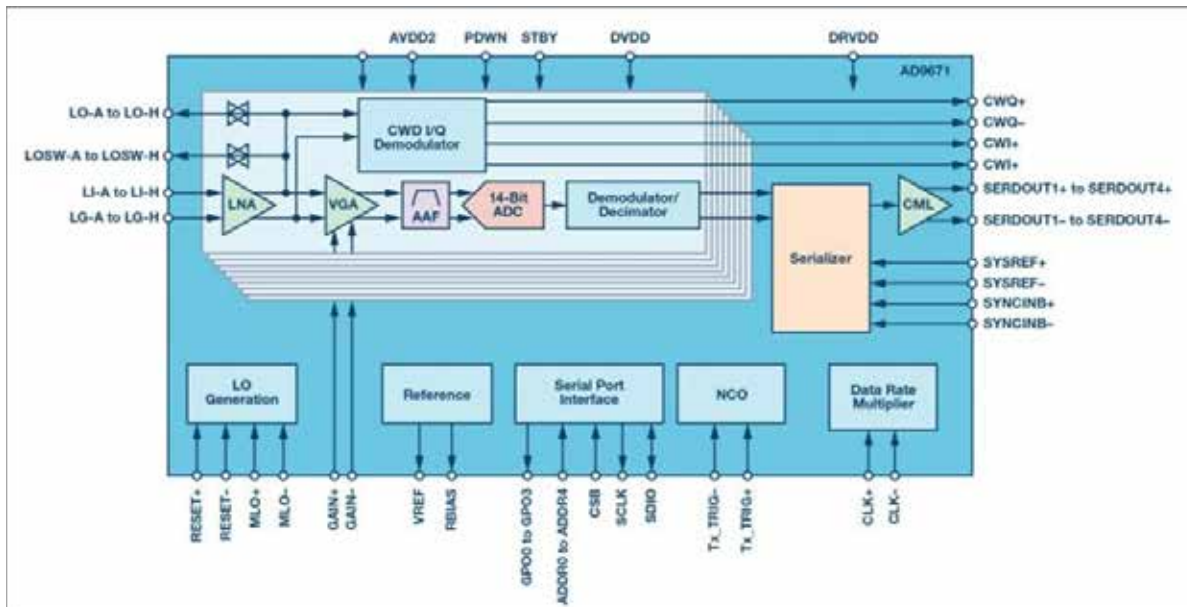 AVDD2 PDWN STBY DVDD DRVDD
AD9671
LO-A to LO-H
LOSW-A to LOSW-H
LI-A to LI-H
LG-A to LG-H
CWD I/Q
Demodulator
LNA
VGA
AAF
14-Bit
ADC
Demodulator/
Decimator
Serializer
CML
CWQ+
CWQ–
CWI+
CWI+
SERDOUT1+ to SERDOUT4+
SERDOUT1– to SERDOUT4–
SYSREF+
SYSREF–
SYNCINB+
SYNCINB–
LO
Generation
Reference
Serial Port
Interface
NCO
Data Rate
Multiplier
RESET+
RESET–
MLO+
MLO–
GAIN+
GAIN–
VREF
RBIAS
GPO0 to GPO3
ADDR0 to ADDR4
CSB
SCLK
SDIO
Tx_TRIG–
Tx_TRIG+
CLK+
CLK–